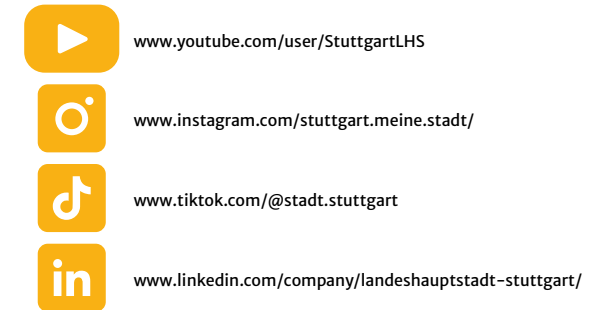 www.youtube.com/user/StuttgartLHS
www.instagram.com/stuttgart.meine.stadt/
www.tiktok.com/@stadt.stuttgart
in www.linkedin.com/company/landeshauptstadt-stuttgart/